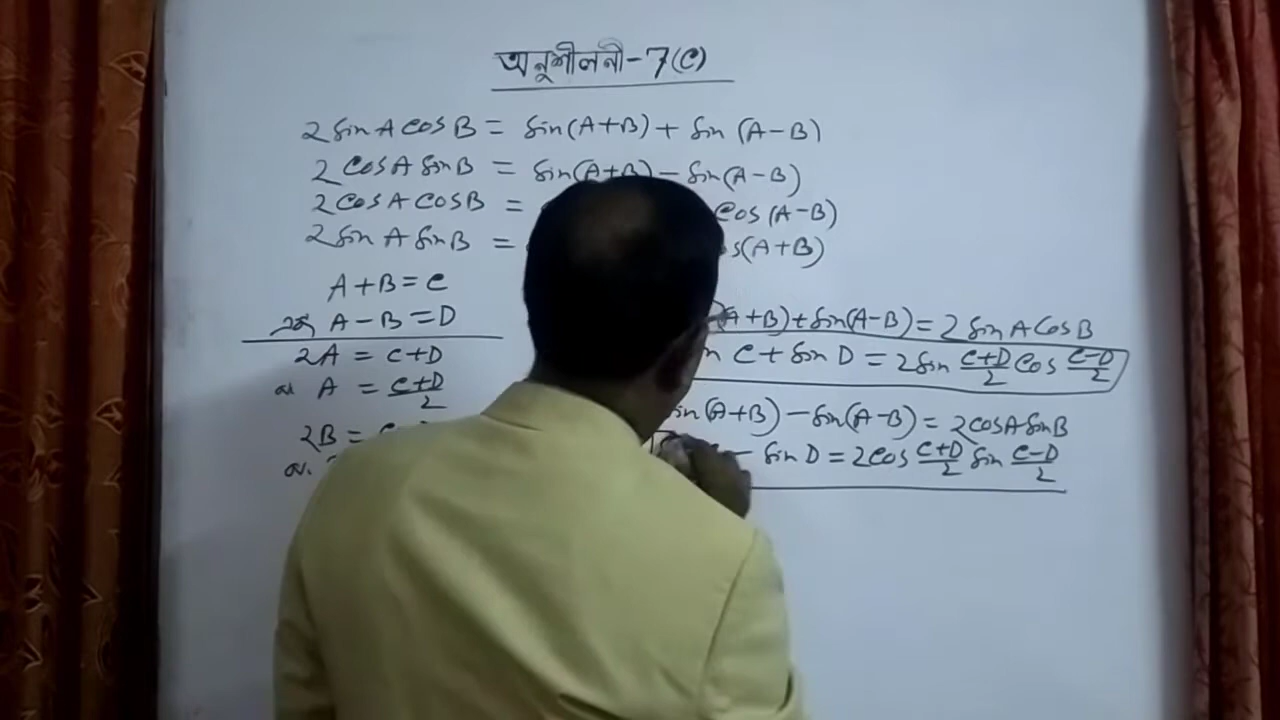 অনুশীলনী-7(C)
2 sin A cos B = sin(A+B) + sin (A-B)
2 cos A sin B = sin(A+B) - sin(A-B)
2 cos A cos B = cos (A-B)
2 sin A sin B = s(A+B)
A+B = C
A-B = D
2A = C+D
বা A = C+D/2
2B =
বা.
A+B)+sin(A-B) = 2 sin A cos B
n C + sin D = 2 sin C+D/2 cos C-D/2
sin(A+B) - sin(A-B) = 2 cos A sin B
- sin D = 2 cos C+D/2 sin C-D/2